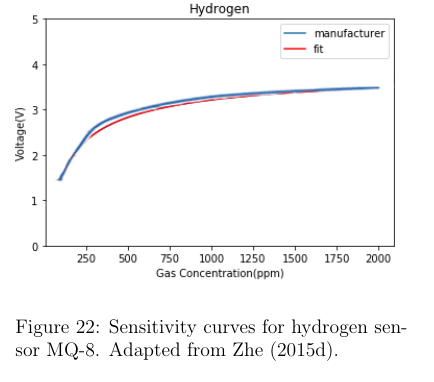 Hydrogen
manufacturer
fit
5
4
3
2
1
0
Voltage(V)
250 500 750 1000 1250 1500 1750 2000
Gas Concentration(ppm)
Figure 22: Sensitivity curves for hydrogen sen-
sor MQ-8. Adapted from Zhe (2015d).